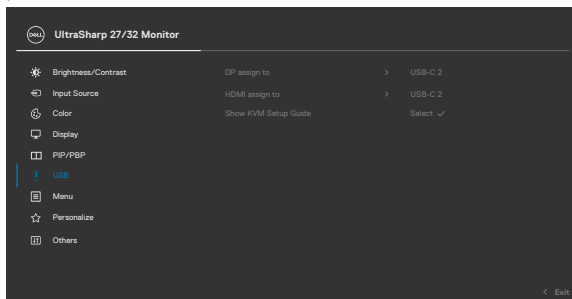 DELL UltraSharp 27/32 Monitor
Brightness/Contrast DP assign to > USB-C 2
Input Source HDMI assign to > USB-C 2
Color Show KVM Setup Guide Select ✓
Display
PIP/PBP
USB
Menu
Personalize
Others
< Exit